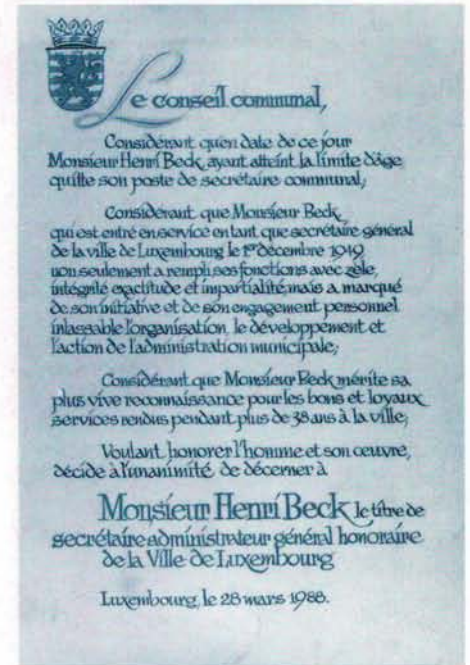 Le conseil communal,
Considérant qu'en date de ce jour
Monsieur Henri Beck, ayant atteint la limite d'âge
quitte son poste de secrétaire communal;
Considérant que Monsieur Beck,
qui est entré en service en tant que secrétaire général
de la ville de Luxembourg le 1er décembre 1949
non seulement a rempli ses fonctions avec zèle,
intégrité exactitude et impartialité mais a marqué
de son initiative et de son engagement personnel
inlassable l'organisation, le développement et
l'action de l'administration municipale;
Considérant que Monsieur Beck mérite sa
plus vive reconnaissance pour les bons et loyaux
services rendus pendant plus de 38 ans à la ville;
Voulant honorer l'homme et son œuvre,
décide à l'unanimité de décerner à
Monsieur Henri Beck le titre de
secrétaire administrateur général honoraire
de la Ville de Luxembourg
Luxembourg, le 28 mars 1988.